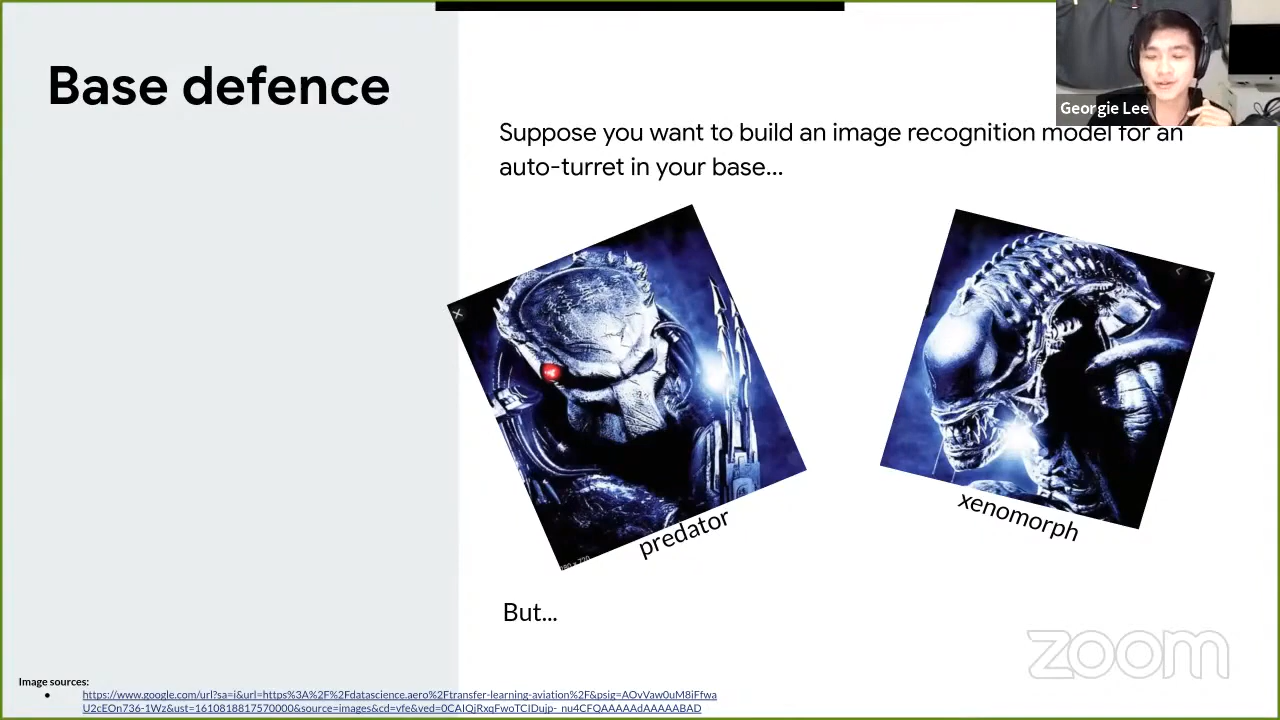 Base defence
Georgie Lee
Suppose you want to build an image recognition model for an
auto-turret in your base...
predator
xenomorph
But...
zoom
Image sources:
https://www.google.com/url?sa=i&url=https%3A%2F%2Fdatascience.aero%2Ftransfer-learning-aviation%2F&psig=AOvVaw0uM8iFfwa
U2cEOn736-1Wz&ust=1610818817570000&source=images&cd=vfe&ved=0CAIQjRxqFwoTCIDujp-_nu4CFQAAAAAdAAAAABAD